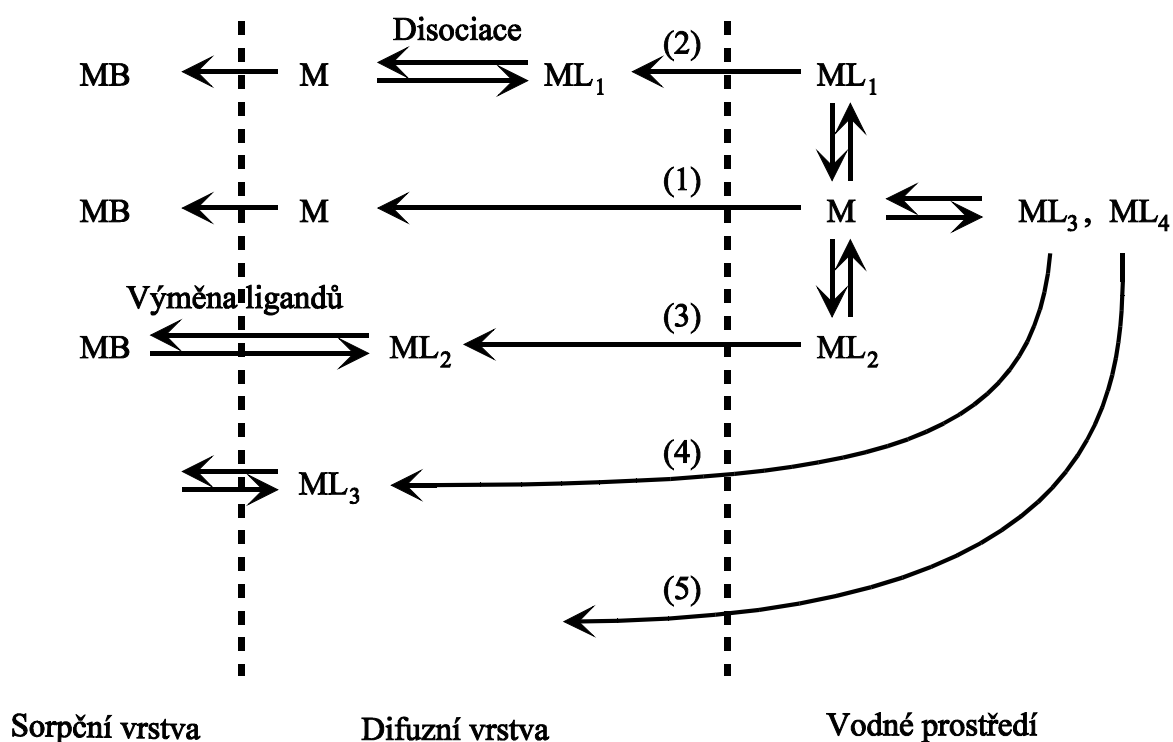 Disociace
(2)
MB M ML₁ ML₁
(1)
MB M M ML₃ , ML₄
Výměna ligandů
(3)
MB ML₂ ML₂
(4)
ML₃
(5)
Sorpční vrstva Difuzní vrstva Vodné prostředí